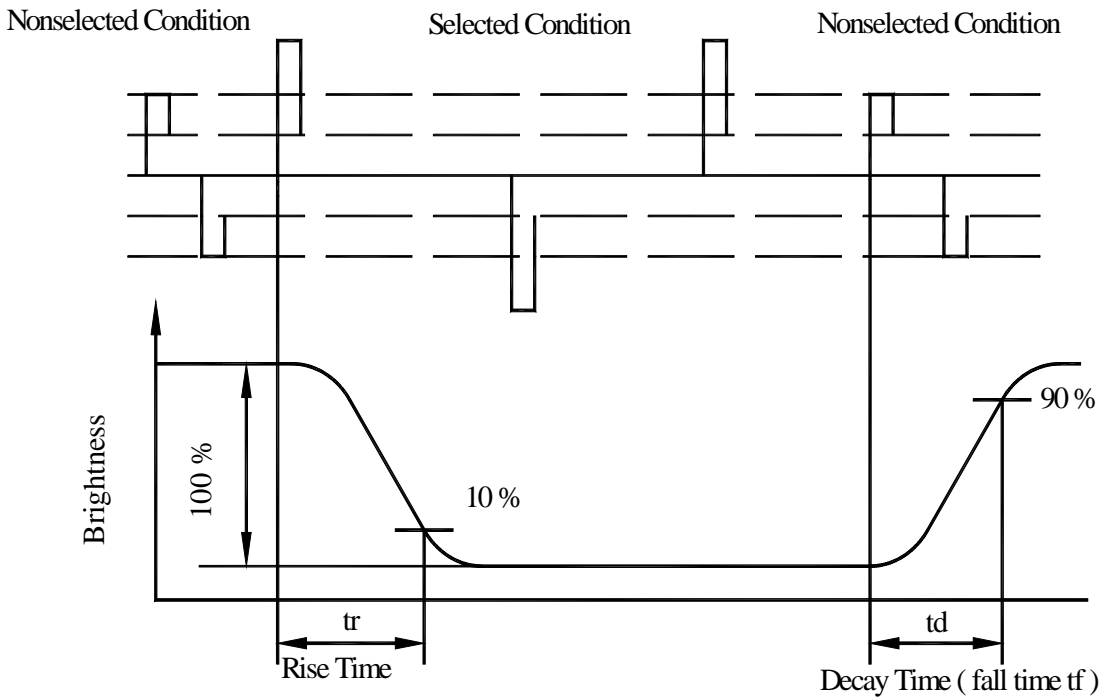 Nonselected Condition
Selected Condition
Nonselected Condition
90 %
100 %
Brightness
10 %
tr
td
Rise Time
Decay Time ( fall time tf )